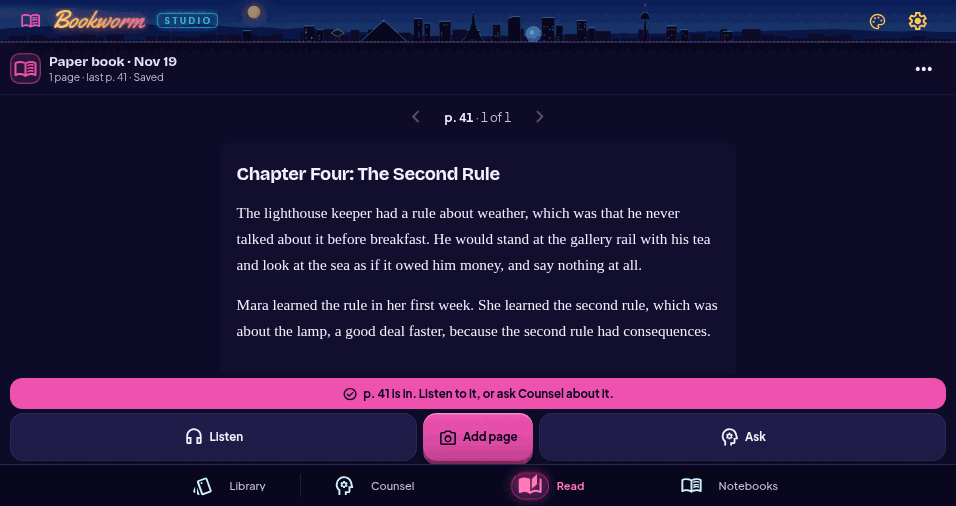 Bookworm STUDIO
Paper book · Nov 19
1 page · last p. 41 · Saved
p. 41 · 1 of 1
Chapter Four: The Second Rule
The lighthouse keeper had a rule about weather, which was that he never
talked about it before breakfast. He would stand at the gallery rail with his tea
and look at the sea as if it owed him money, and say nothing at all.
Mara learned the rule in her first week. She learned the second rule, which was
about the lamp, a good deal faster, because the second rule had consequences.
p. 41 is in. Listen to it, or ask Counsel about it.
Listen
Add page
Ask
Library
Counsel
Read
Notebooks